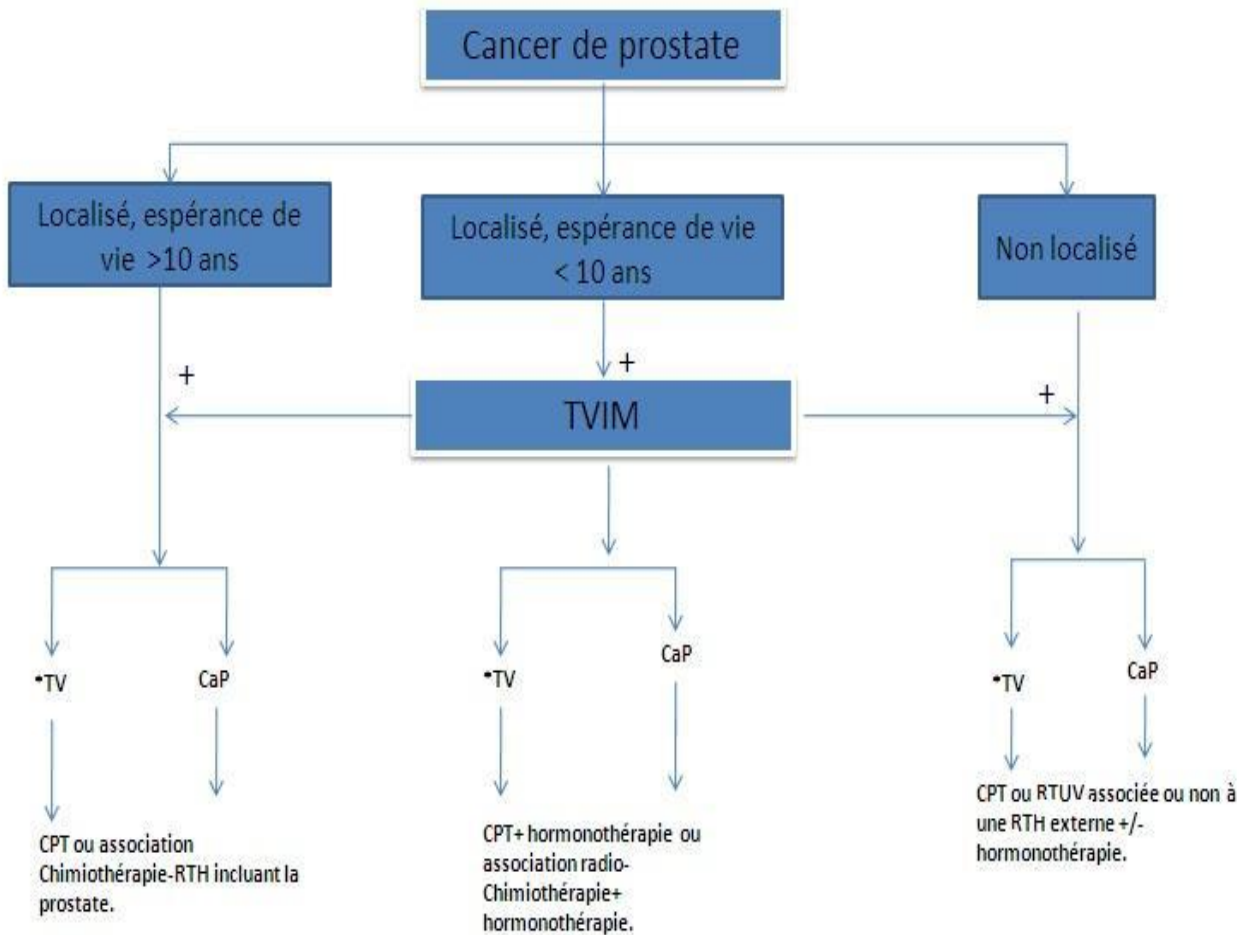 Cancer de prostate
Localisé, espérance de
vie >10 ans
Localisé, espérance de vie
< 10 ans
Non localisé
+
+
+
TVIM
*TV
CaP
*TV
CaP
*TV
CaP
CPT ou association
Chimiothérapie-RTH incluant la
prostate.
CPT+ hormonothérapie ou
association radio-
Chimiothérapie+
hormonothérapie.
CPT ou RTUV associée ou non à
une RTH externe +/-
hormonothérapie.